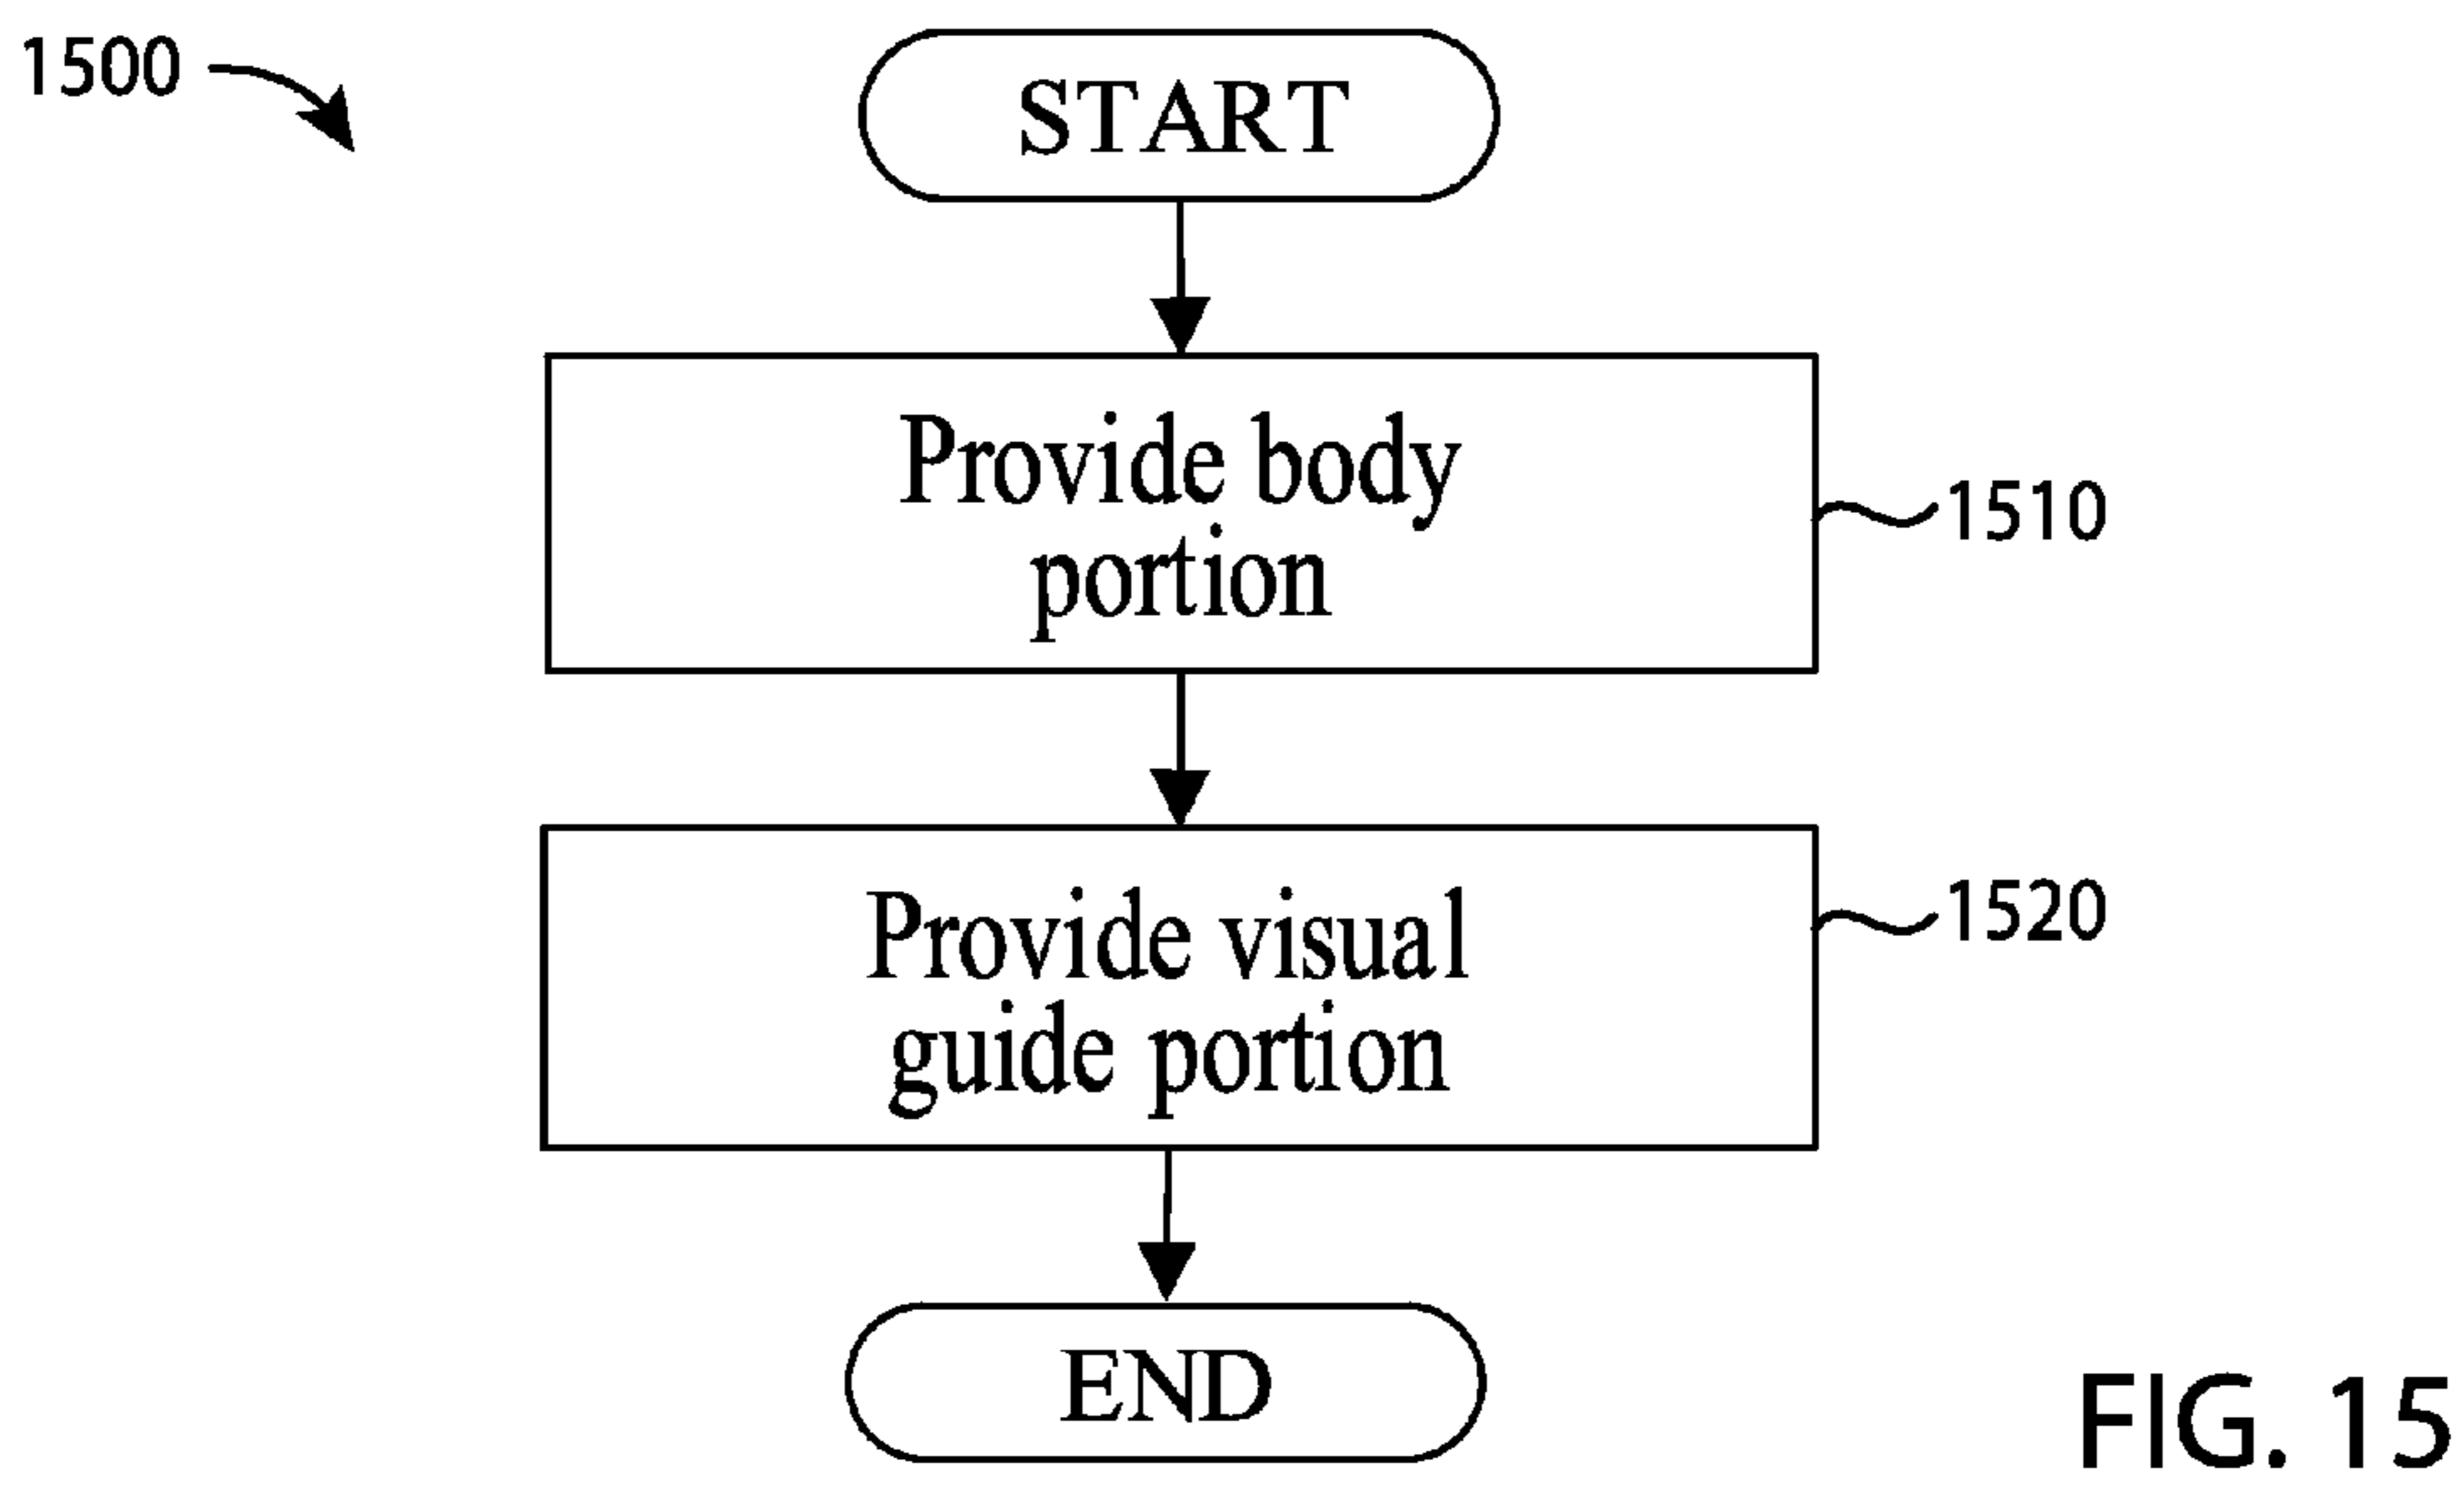 1500
START
Provide body
portion
1510
Provide visual
guide portion
1520
END
FIG. 15